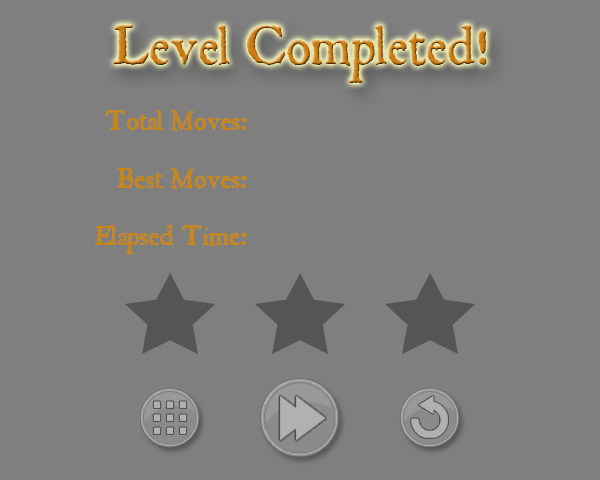 Level Completed!
Total Moves:
Best Moves:
Elapsed Time: